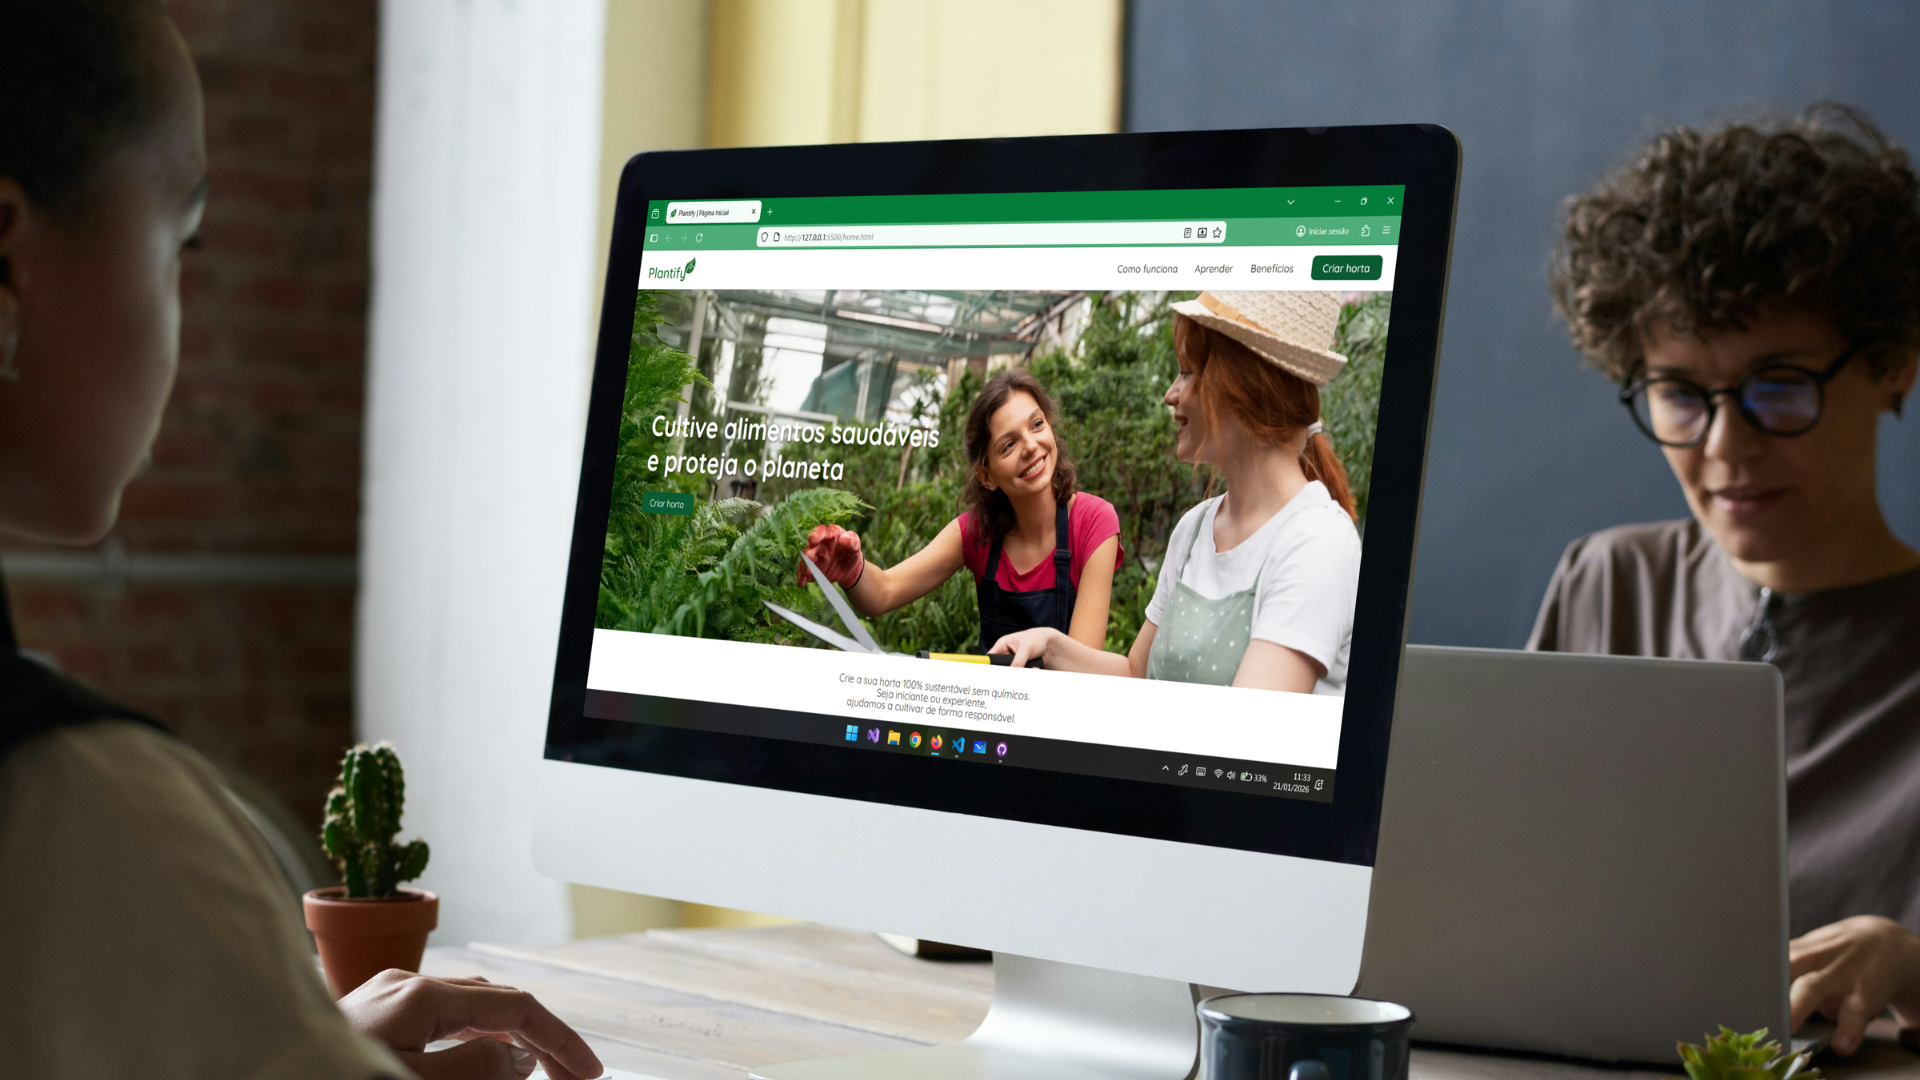 Plantify | Página Inicial
http://127.0.0.1:5500/home.html
Iniciar sessão
Plantify
Como funciona
Aprender
Benefícios
Criar horta
Cultive alimentos saudáveis
e proteja o planeta
Criar horta
Crie a sua horta 100% sustentável sem químicos.
Seja iniciante ou experiente,
ajudamos a cultivar de forma responsável.
33%
11:33
21/01/2026